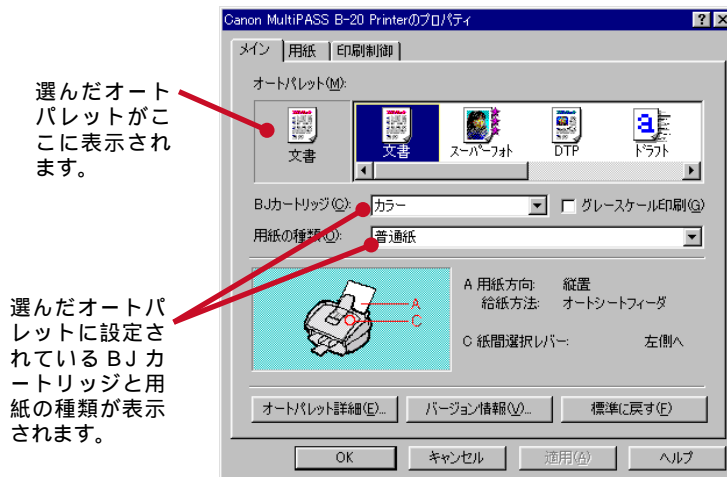 Canon MultiPASS B-20 Printerのプロパティ
メイン 用紙 印刷制御
オートパレット(M):
文書 文書 スーパーフォト DTP ドラフト
選んだオート
パレットがこ
こに表示され
ます。
BJカートリッジ(C): カラー グレースケール印刷(G)
用紙の種類(O): 普通紙
選んだオートパ
レットに設定さ
れているBJカ
ートリッジと用
紙の種類が表示
されます。
A
C
A 用紙方向: 縦置
給紙方法: オートシートフィーダ
C 紙間選択レバー: 左側へ
オートパレット詳細(E)... バージョン情報(V)... 標準に戻す(F)
OK キャンセル 適用(A) ヘルプ